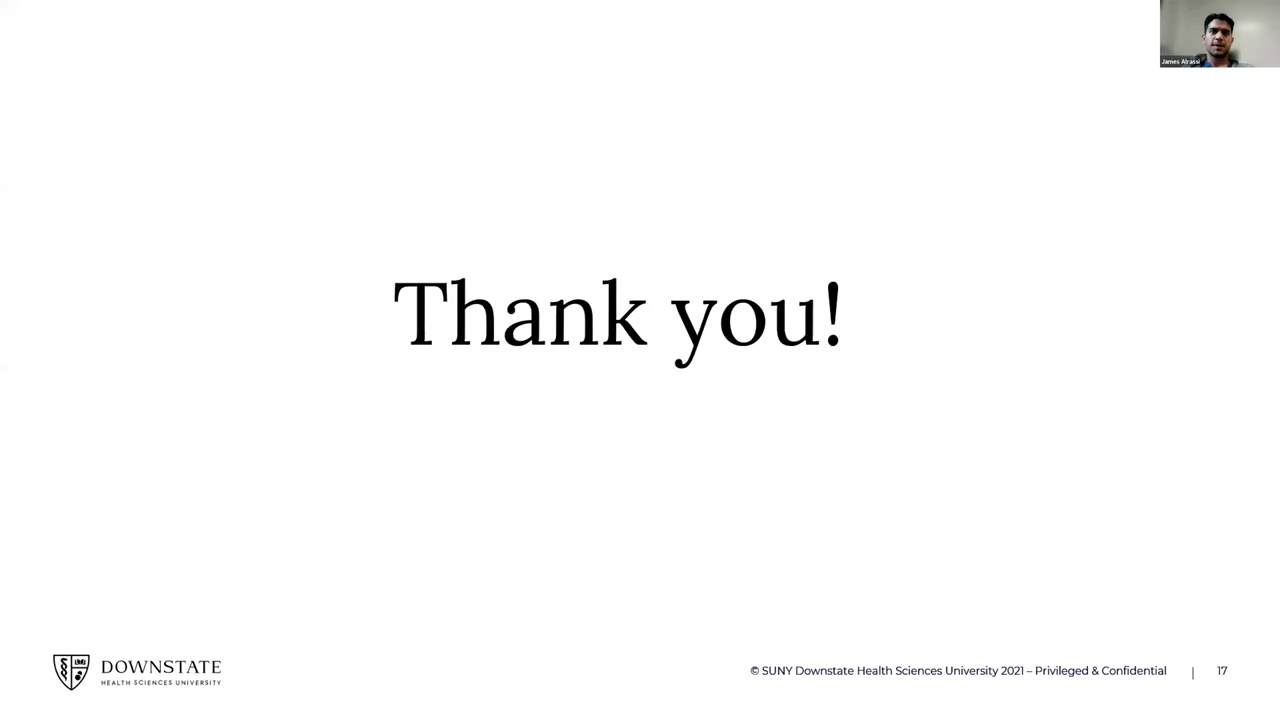 James Alrassi
Thank you!
DOWNSTATE
HEALTH SCIENCES UNIVERSITY
© SUNY Downstate Health Sciences University 2021 – Privileged & Confidential | 17